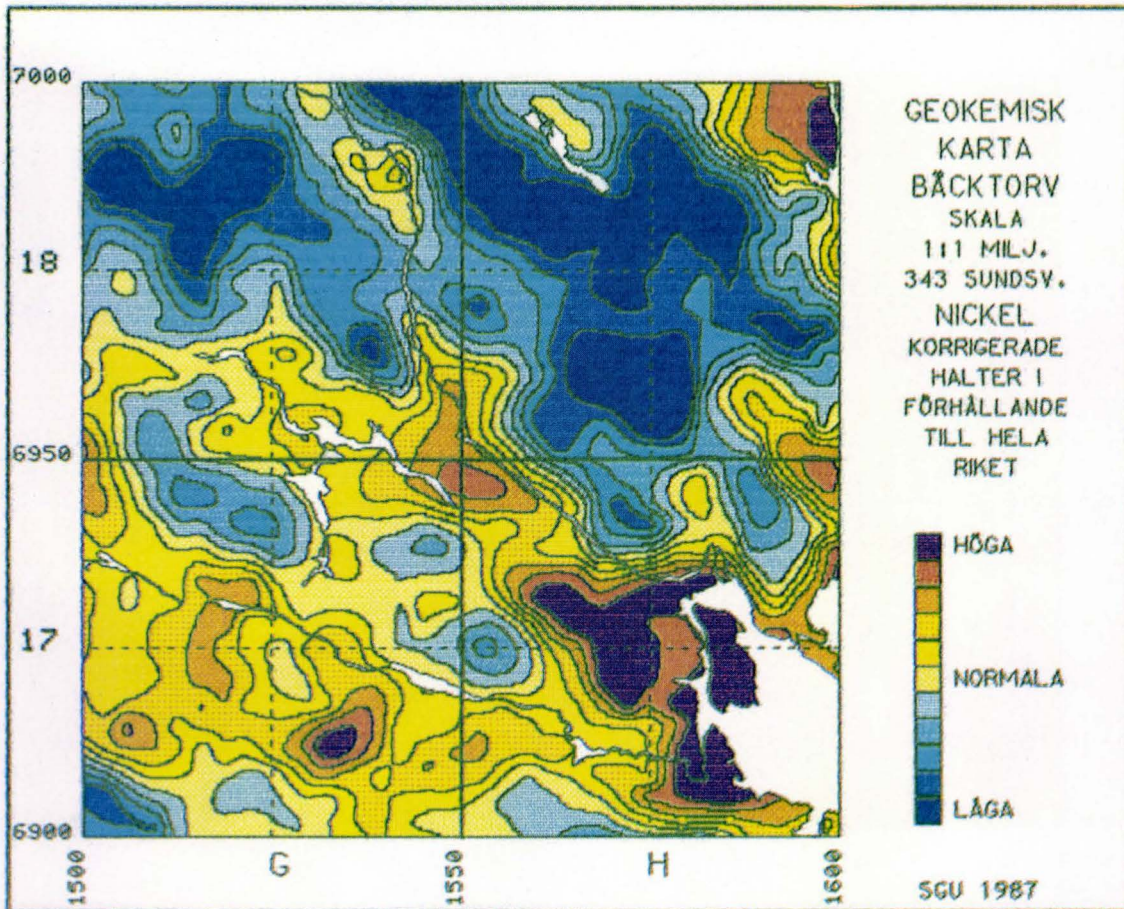 7000
18
6950
17
6900
1500
G
1550
H
1600
GEOKEMISK
KARTA
BÄCKTORV
SKALA
1:1 MILJ.
343 SUNDSV.
NICKEL
KORRIGERADE
HALTER I
FÖRHÅLLANDE
TILL HELA
RIKET
HÖGA
NORMALA
LÅGA
SGU 1987